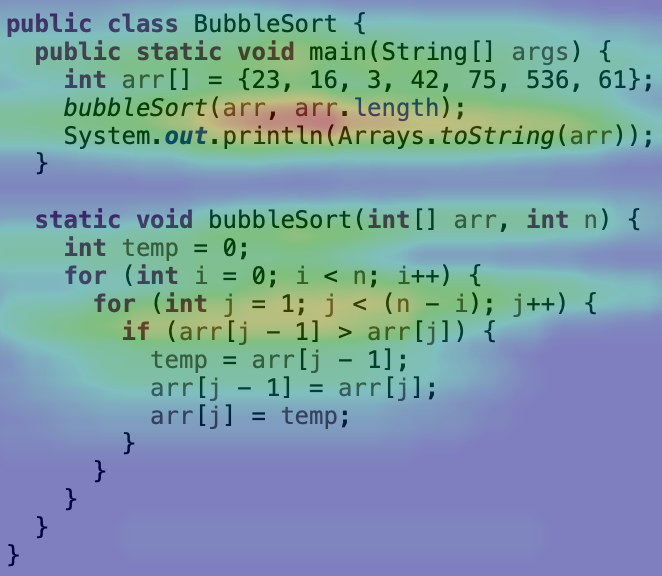 public class BubbleSort {
public static void main(String[] args) {
int arr[] = {23, 16, 3, 42, 75, 536, 61};
bubbleSort(arr, arr.length);
System.out.println(Arrays.toString(arr));
}
static void bubbleSort(int[] arr, int n) {
int temp = 0;
for (int i = 0; i < n; i++) {
for (int j = 1; j < (n - i); j++) {
if (arr[j - 1] > arr[j]) {
temp = arr[j - 1];
arr[j - 1] = arr[j];
arr[j] = temp;
}
}
}
}
}